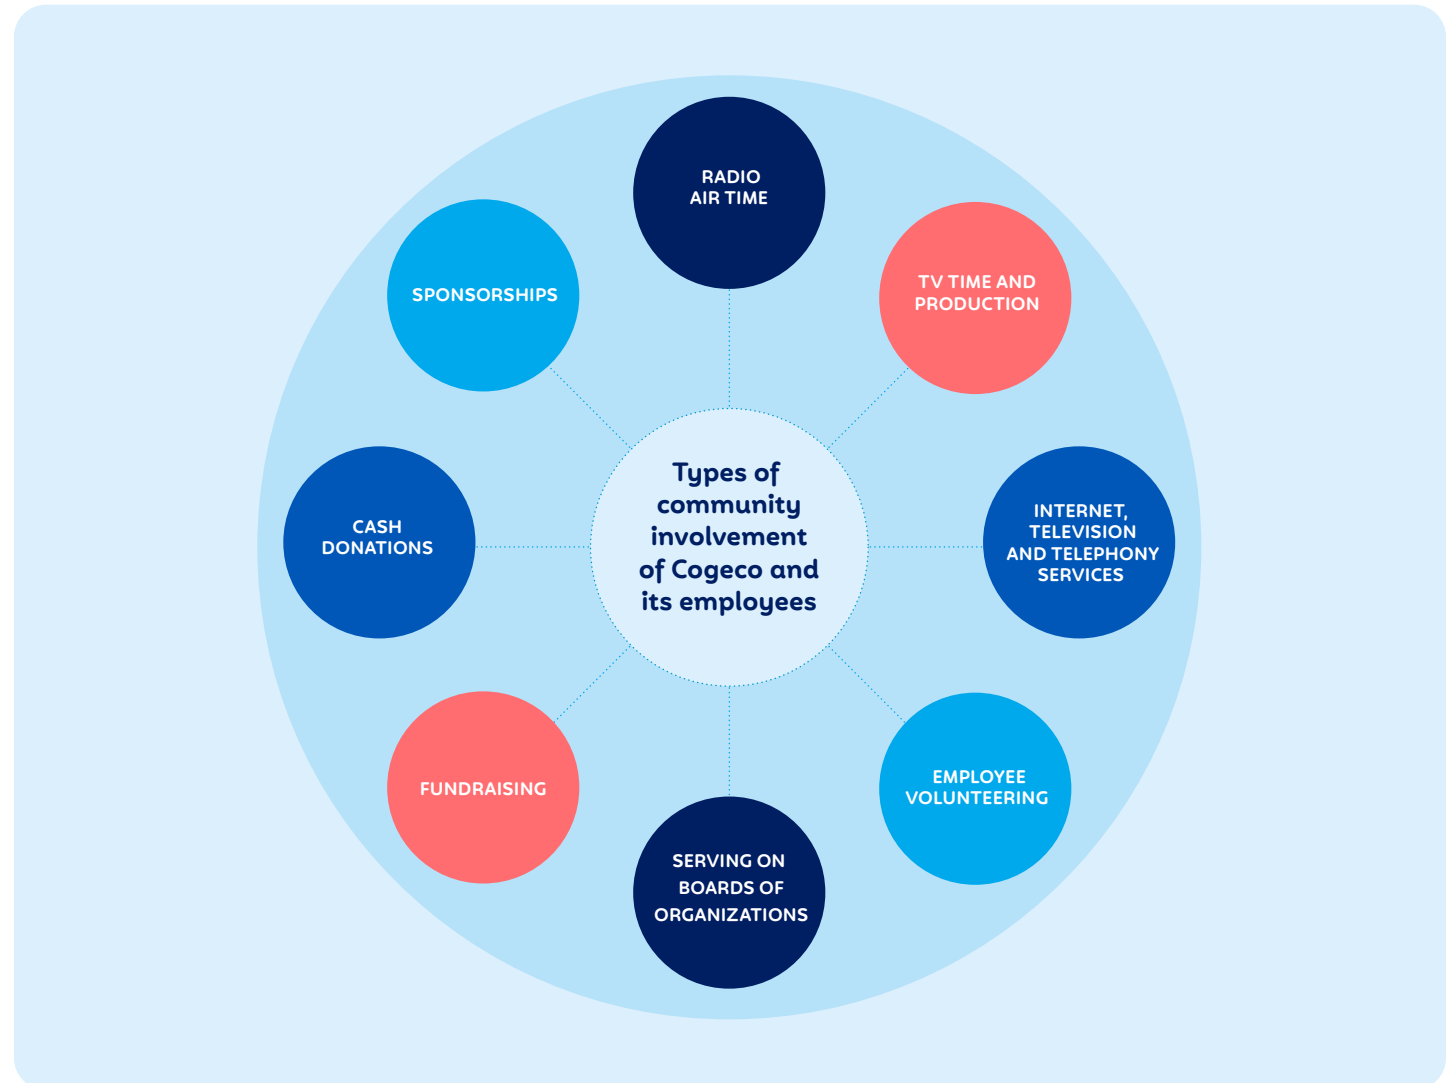 RADIO
AIR TIME
TV TIME AND
PRODUCTION
SPONSORSHIPS
INTERNET,
TELEVISION
AND TELEPHONY
SERVICES
CASH
DONATIONS
Types of
community
involvement
of Cogeco and
its employees
EMPLOYEE
VOLUNTEERING
FUNDRAISING
SERVING ON
BOARDS OF
ORGANIZATIONS